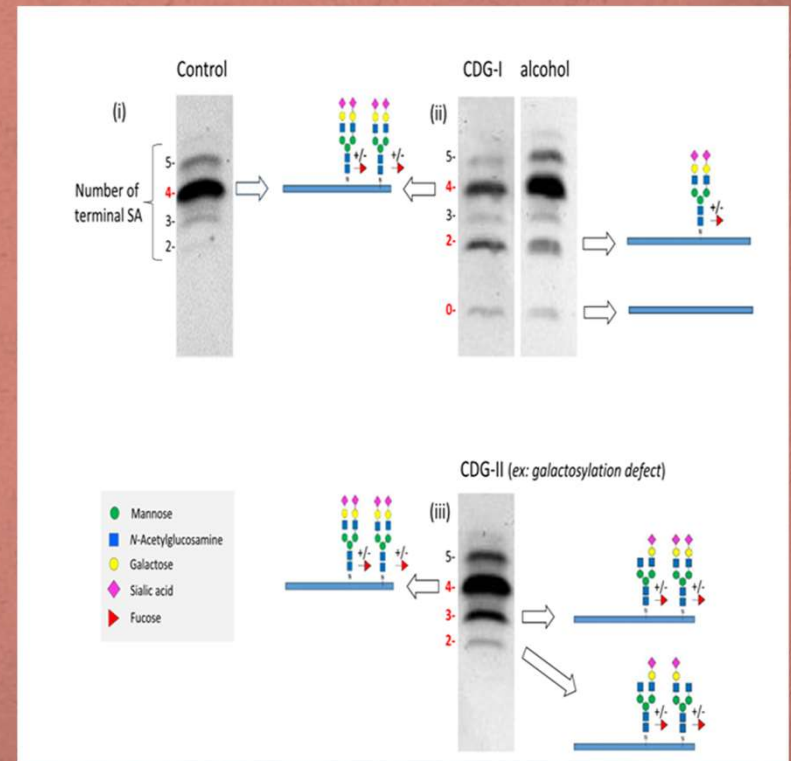 Control
CDG-I alcohol
(i)
(ii)
5-
4-
3-
2-
Number of
terminal SA
+/- +/-
5-
4-
3-
2-
0-
+/-
CDG-II (ex: galactosylation defect)
(iii)
5-
4-
3-
2-
+/- +/-
+/- +/-
+/- +/-
Mannose
N-Acetylglucosamine
Galactose
Sialic acid
Fucose